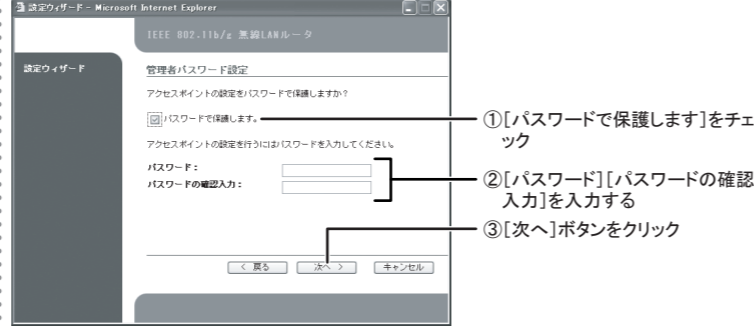 設定ウィザード - Microsoft Internet Explorer
IEEE 802.11b/g 無線LANルータ
設定ウィザード
管理者パスワード設定
アクセスポイントの設定をパスワードで保護しますか？
パスワードで保護します。
アクセスポイントの設定を行うにはパスワードを入力してください。
パスワード：
パスワードの確認入力：
< 戻る
次へ >
キャンセル
①[パスワードで保護します]をチェ
ック
②[パスワード][パスワードの確認
入力]を入力する
③[次へ]ボタンをクリック